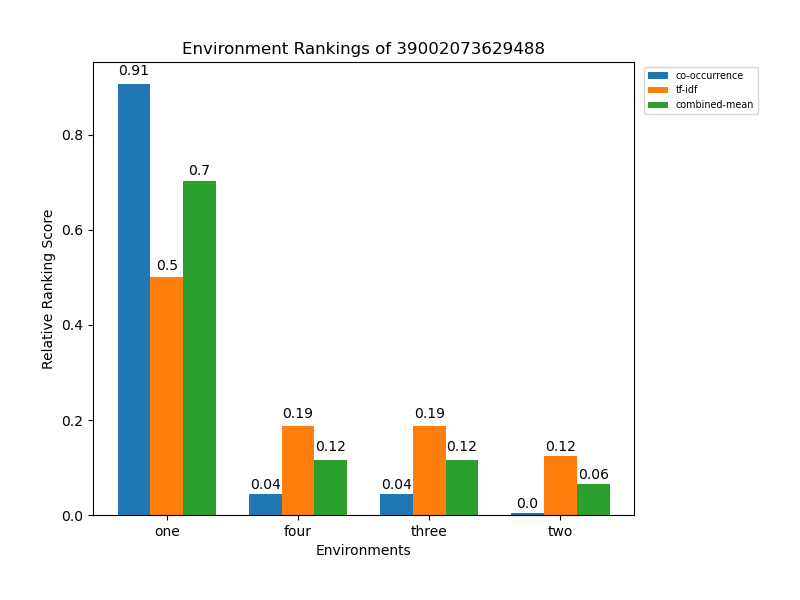 Environment Rankings of 39002073629488
co-occurrence
tf-idf
combined-mean
Relative Ranking Score
0.8
0.6
0.4
0.2
0.0
0.91
0.5
0.7
0.04
0.19
0.12
0.04
0.19
0.12
0.0
0.12
0.06
one four three two
Environments